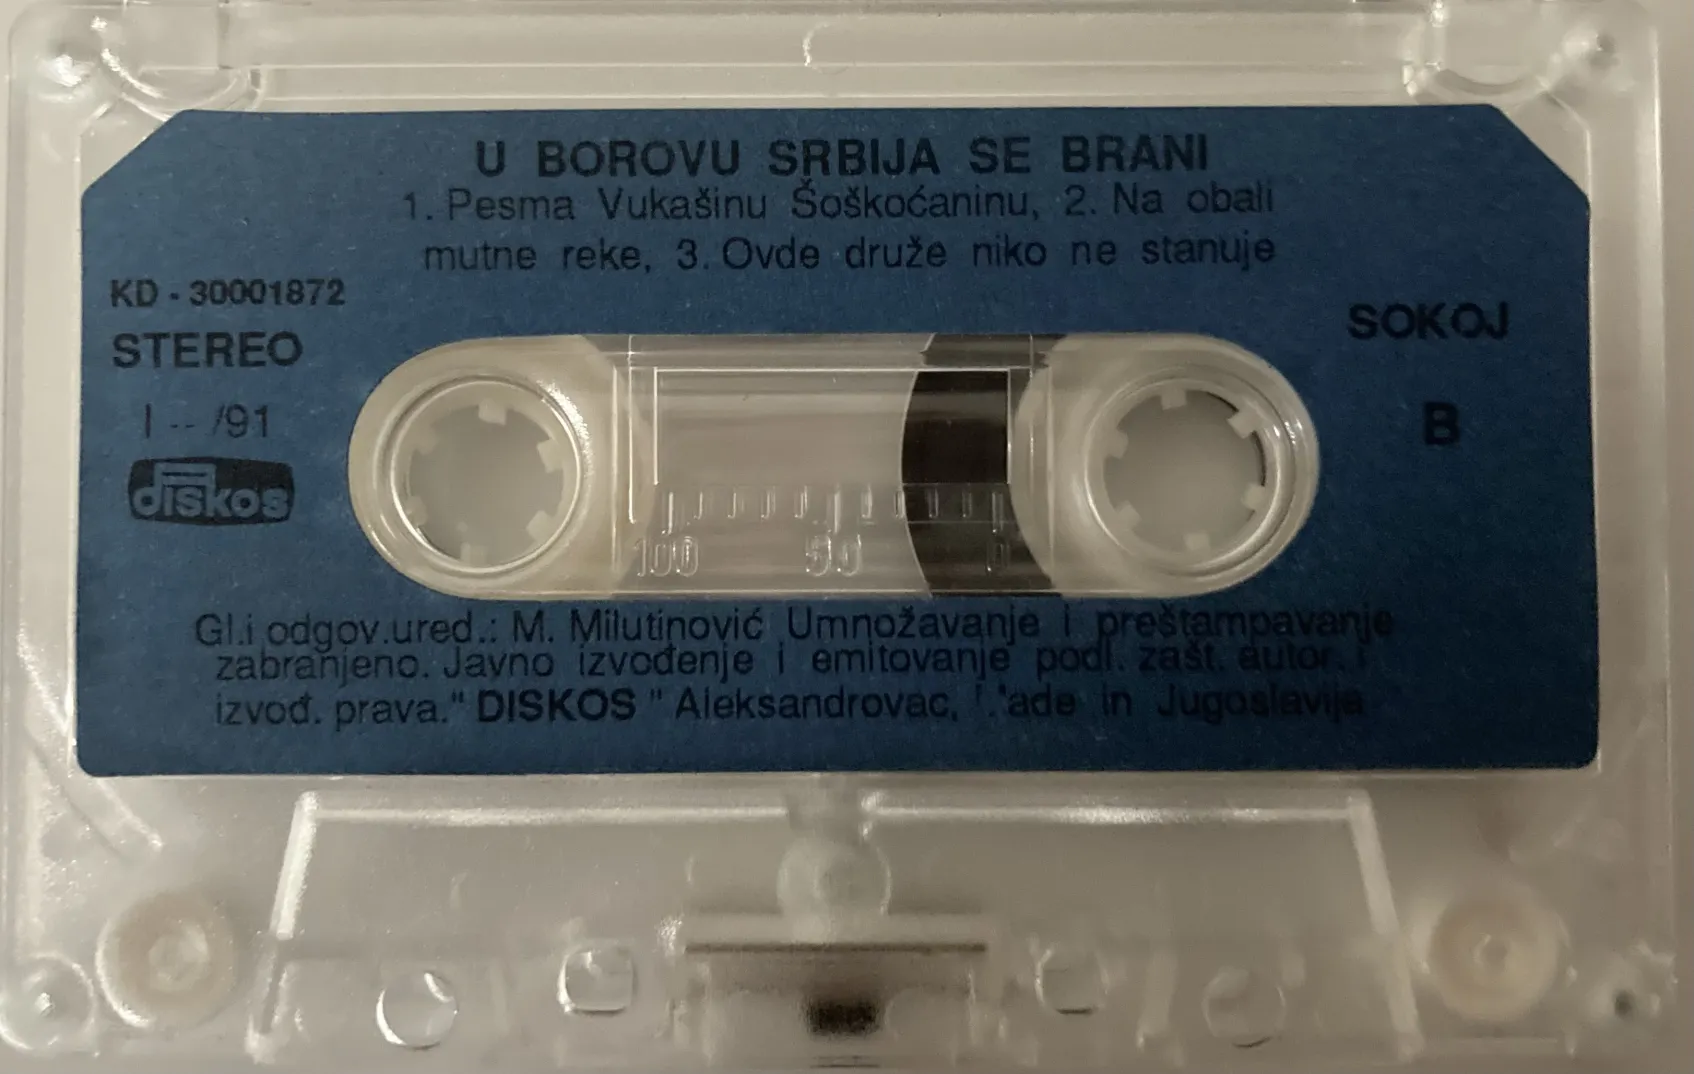 U BOROVU SRBIJA SE BRANI
1. Pesma Vukašinu Šoškoćaninu, 2. Na obali
mutne reke, 3. Ovde druže niko ne stanuje
KD - 30001872
STEREO
I -- /91
diskos
SOKOJ
B
100 50 0
Gl.i odgov.ured.: M. Milutinović Umnožavanje i preštampavanje
zabranjeno. Javno izvođenje i emitovanje podl. zašt. autor. i
izvođ. prava." DISKOS " Aleksandrovac, in Jugoslavija